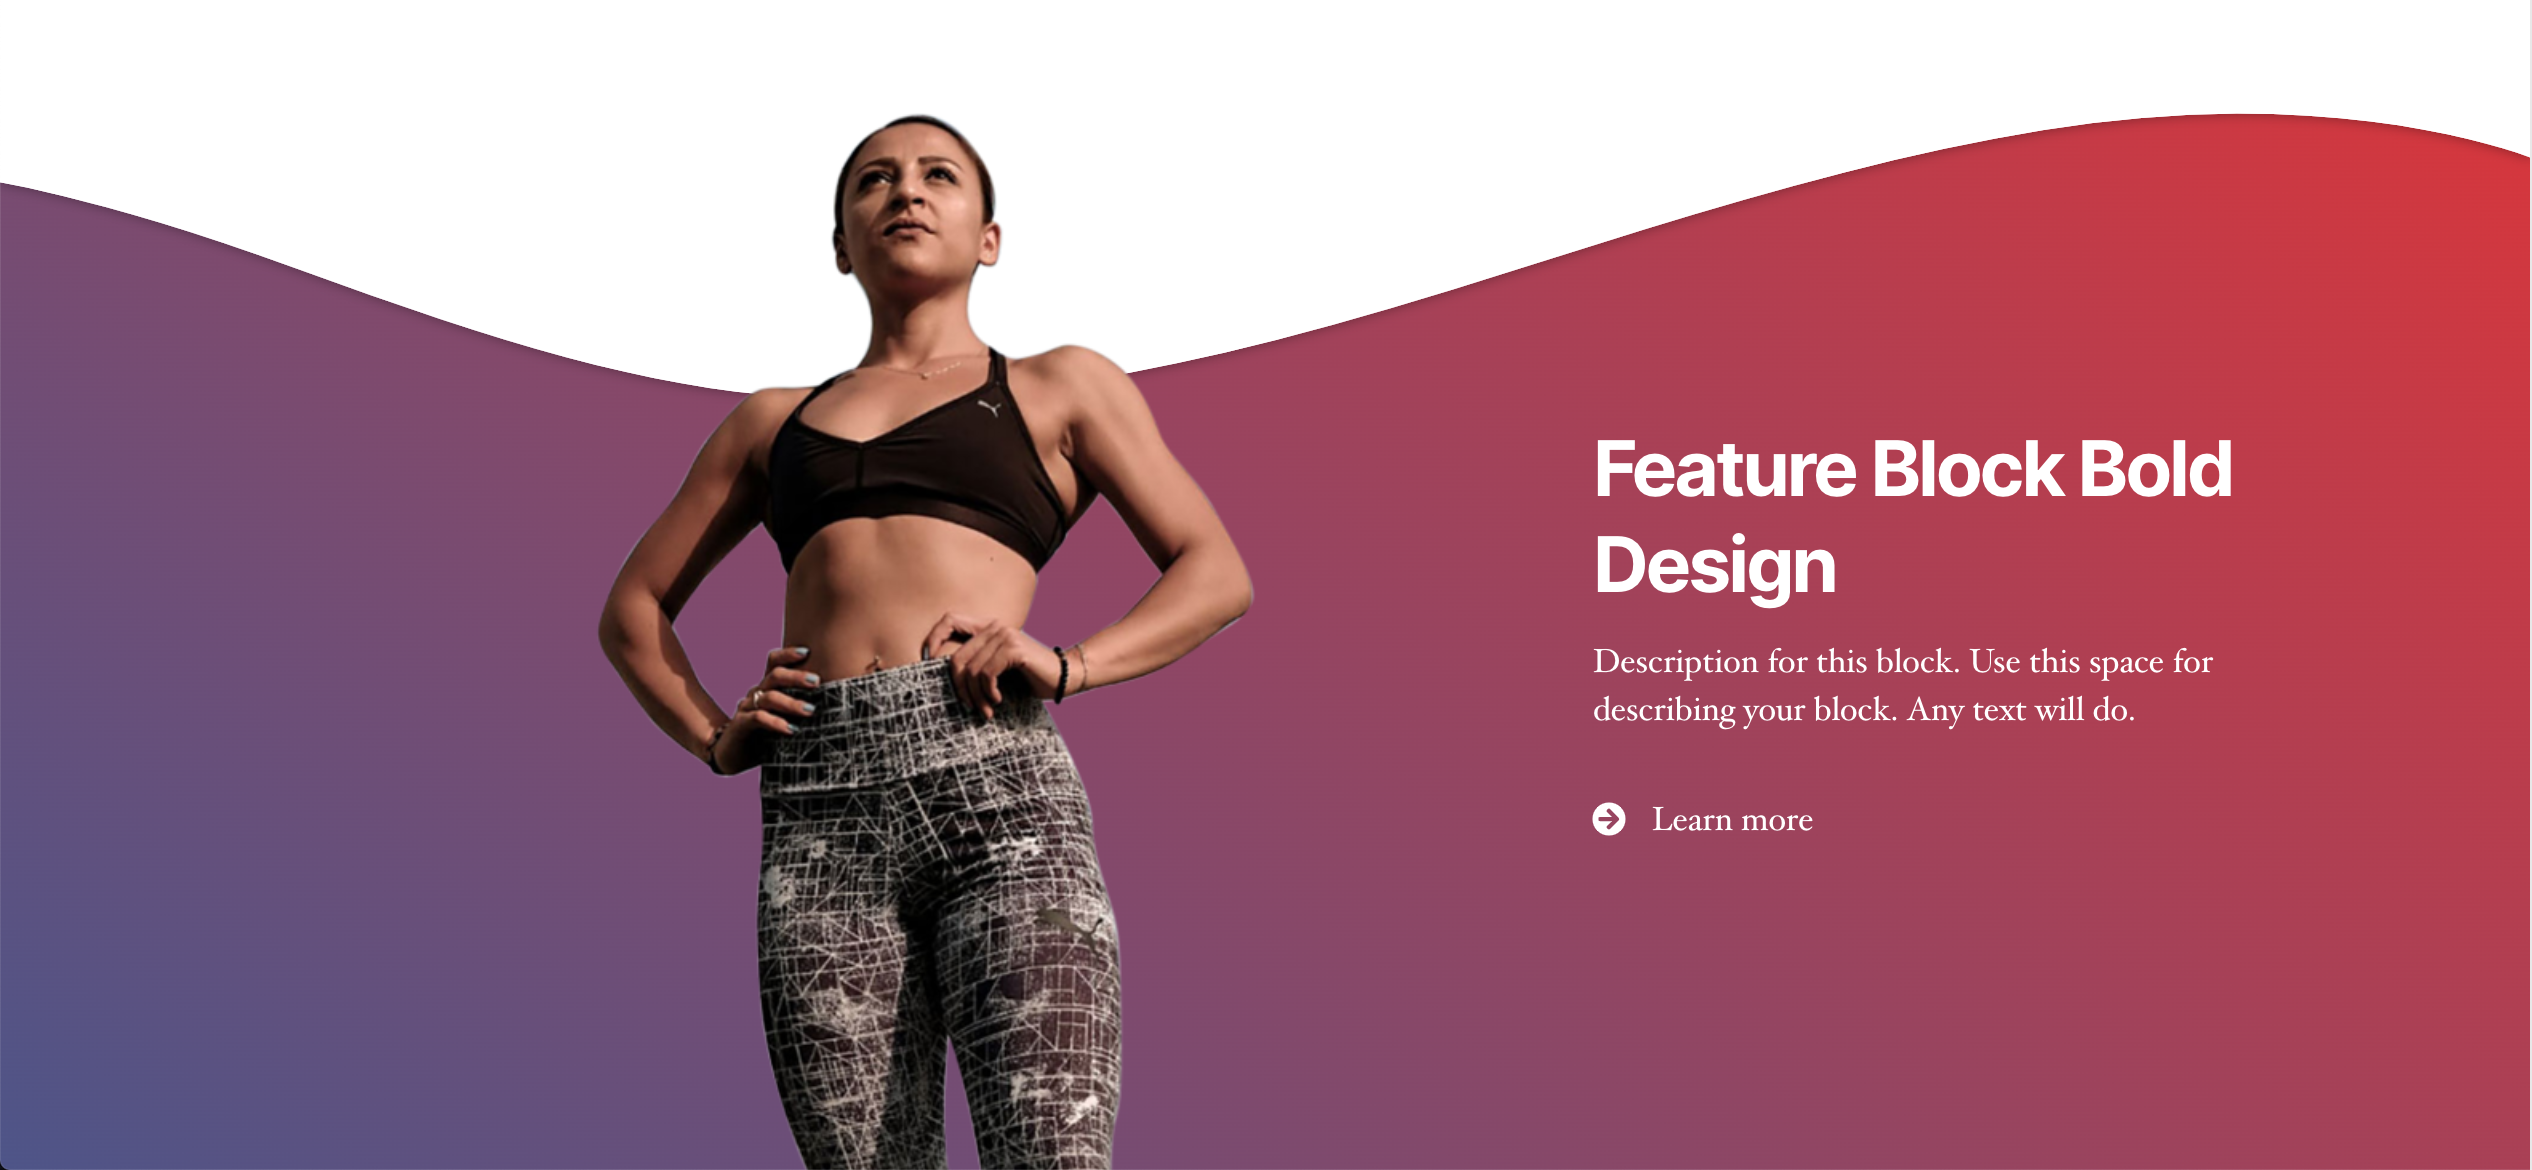 Feature Block Bold
Design
Description for this block. Use this space for
describing your block. Any text will do.
Learn more